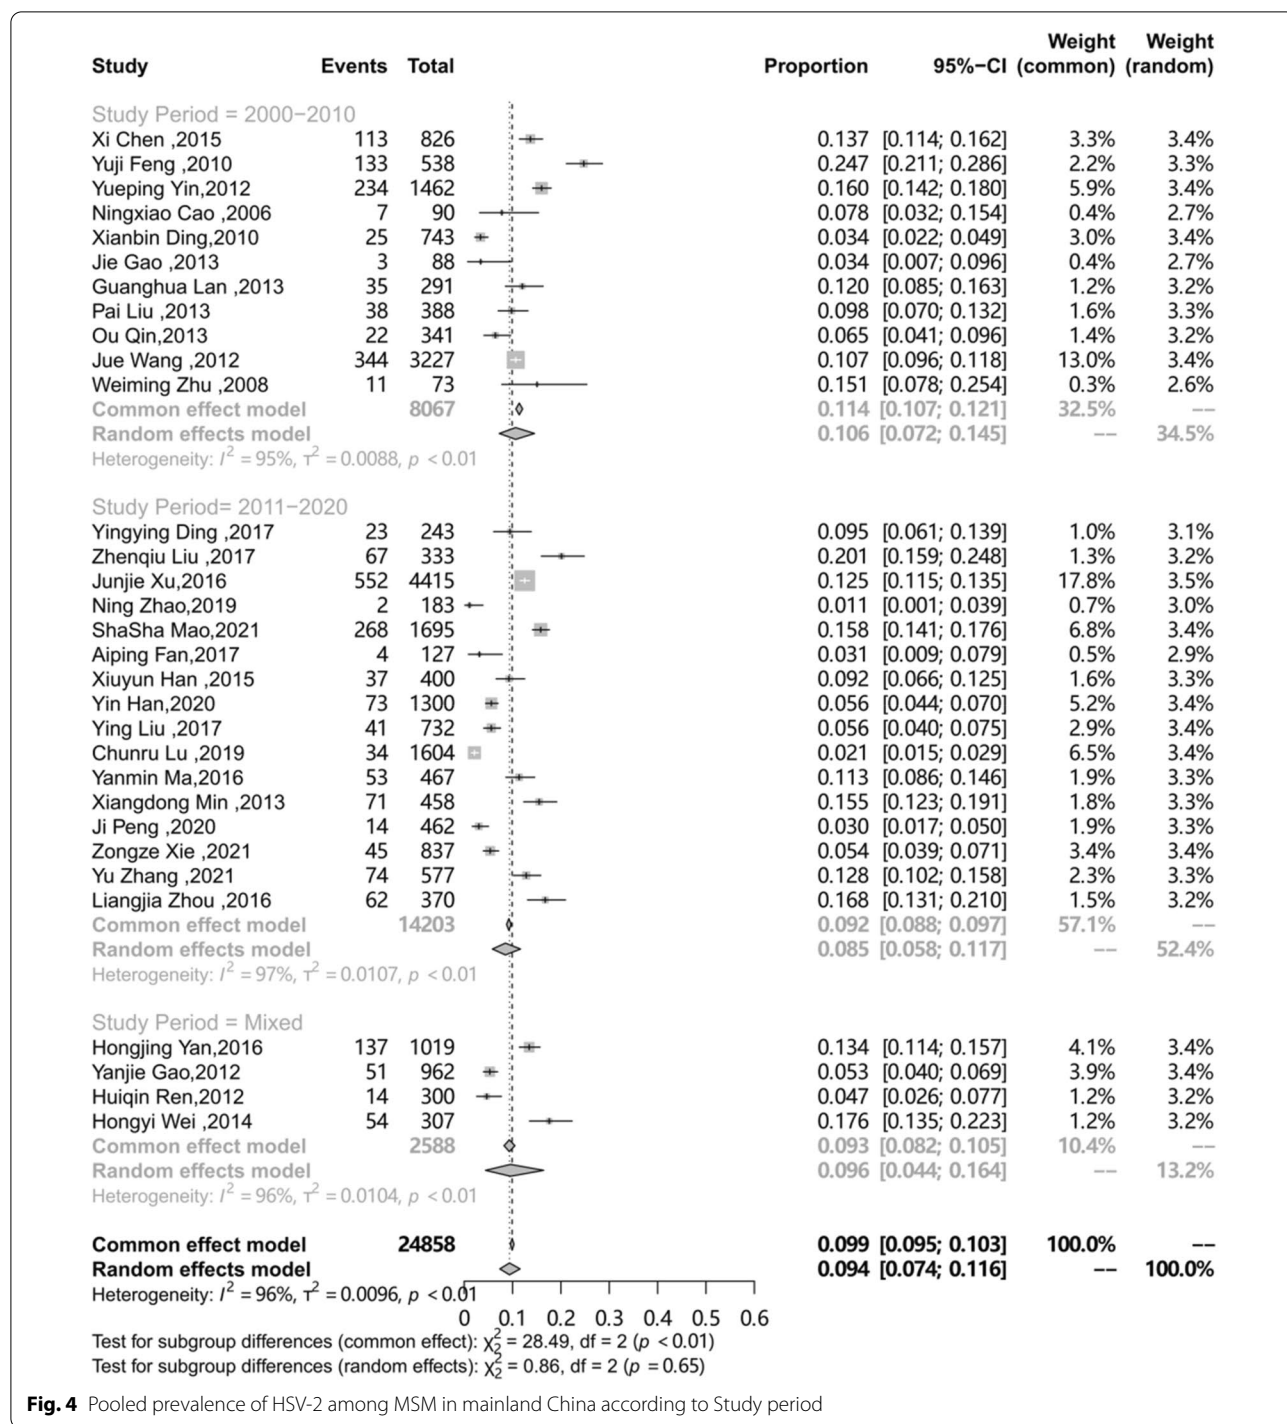 Weight Weight
Study Events Total Proportion 95%−CI (common) (random)
Study Period = 2000−2010
Xi Chen ,2015 113 826 0.137 [0.114; 0.162] 3.3% 3.4%
Yuji Feng ,2010 133 538 0.247 [0.211; 0.286] 2.2% 3.3%
Yueping Yin,2012 234 1462 0.160 [0.142; 0.180] 5.9% 3.4%
Ningxiao Cao ,2006 7 90 0.078 [0.032; 0.154] 0.4% 2.7%
Xianbin Ding,2010 25 743 0.034 [0.022; 0.049] 3.0% 3.4%
Jie Gao ,2013 3 88 0.034 [0.007; 0.096] 0.4% 2.7%
Guanghua Lan ,2013 35 291 0.120 [0.085; 0.163] 1.2% 3.2%
Pai Liu ,2013 38 388 0.098 [0.070; 0.132] 1.6% 3.3%
Ou Qin,2013 22 341 0.065 [0.041; 0.096] 1.4% 3.2%
Jue Wang ,2012 344 3227 0.107 [0.096; 0.118] 13.0% 3.4%
Weiming Zhu ,2008 11 73 0.151 [0.078; 0.254] 0.3% 2.6%
Common effect model 8067 0.114 [0.107; 0.121] 32.5% −−
Random effects model 0.106 [0.072; 0.145] −− 34.5%
Heterogeneity: I² = 95%, τ² = 0.0088, p < 0.01
Study Period= 2011−2020
Yingying Ding ,2017 23 243 0.095 [0.061; 0.139] 1.0% 3.1%
Zhenqiu Liu ,2017 67 333 0.201 [0.159; 0.248] 1.3% 3.2%
Junjie Xu,2016 552 4415 0.125 [0.115; 0.135] 17.8% 3.5%
Ning Zhao,2019 2 183 0.011 [0.001; 0.039] 0.7% 3.0%
ShaSha Mao,2021 268 1695 0.158 [0.141; 0.176] 6.8% 3.4%
Aiping Fan,2017 4 127 0.031 [0.009; 0.079] 0.5% 2.9%
Xiuyun Han ,2015 37 400 0.092 [0.066; 0.125] 1.6% 3.3%
Yin Han,2020 73 1300 0.056 [0.044; 0.070] 5.2% 3.4%
Ying Liu ,2017 41 732 0.056 [0.040; 0.075] 2.9% 3.4%
Chunru Lu ,2019 34 1604 0.021 [0.015; 0.029] 6.5% 3.4%
Yanmin Ma,2016 53 467 0.113 [0.086; 0.146] 1.9% 3.3%
Xiangdong Min ,2013 71 458 0.155 [0.123; 0.191] 1.8% 3.3%
Ji Peng ,2020 14 462 0.030 [0.017; 0.050] 1.9% 3.3%
Zongze Xie ,2021 45 837 0.054 [0.039; 0.071] 3.4% 3.4%
Yu Zhang ,2021 74 577 0.128 [0.102; 0.158] 2.3% 3.3%
Liangjia Zhou ,2016 62 370 0.168 [0.131; 0.210] 1.5% 3.2%
Common effect model 14203 0.092 [0.088; 0.097] 57.1% −−
Random effects model 0.085 [0.058; 0.117] −− 52.4%
Heterogeneity: I² = 97%, τ² = 0.0107, p < 0.01
Study Period = Mixed
Hongjing Yan,2016 137 1019 0.134 [0.114; 0.157] 4.1% 3.4%
Yanjie Gao,2012 51 962 0.053 [0.040; 0.069] 3.9% 3.4%
Huiqin Ren,2012 14 300 0.047 [0.026; 0.077] 1.2% 3.2%
Hongyi Wei ,2014 54 307 0.176 [0.135; 0.223] 1.2% 3.2%
Common effect model 2588 0.093 [0.082; 0.105] 10.4% −−
Random effects model 0.096 [0.044; 0.164] −− 13.2%
Heterogeneity: I² = 96%, τ² = 0.0104, p < 0.01
Common effect model 24858 0.099 [0.095; 0.103] 100.0% −−
Random effects model 0.094 [0.074; 0.116] −− 100.0%
Heterogeneity: I² = 96%, τ² = 0.0096, p < 0.01
0 0.1 0.2 0.3 0.4 0.5 0.6
Test for subgroup differences (common effect): χ²₂ = 28.49, df = 2 (p < 0.01)
Test for subgroup differences (random effects): χ²₂ = 0.86, df = 2 (p = 0.65)
Fig. 4 Pooled prevalence of HSV-2 among MSM in mainland China according to Study period